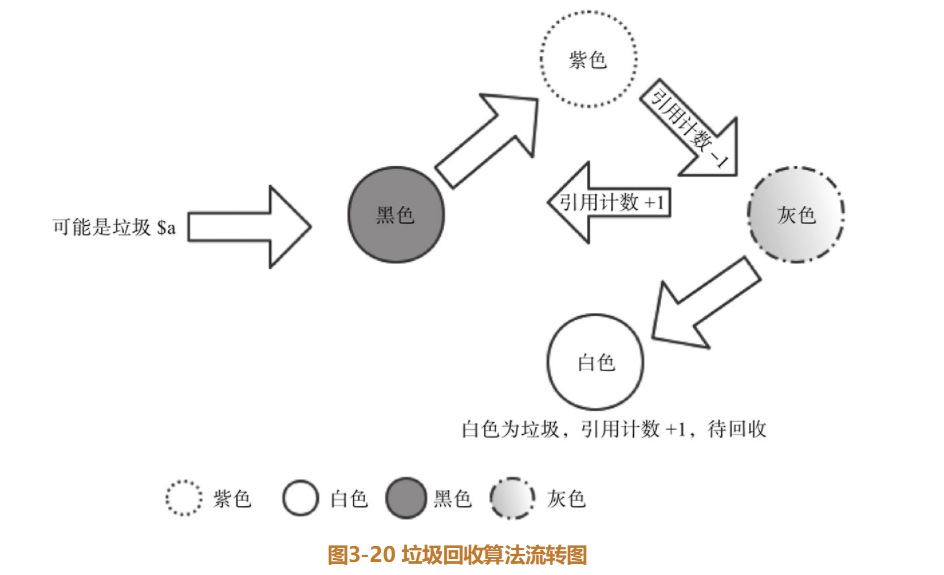 紫色
引用计数 -1
可能是垃圾 $a
黑色
引用计数 +1
灰色
白色
白色为垃圾，引用计数 +1，待回收
紫色
白色
黑色
灰色
图3-20 垃圾回收算法流转图